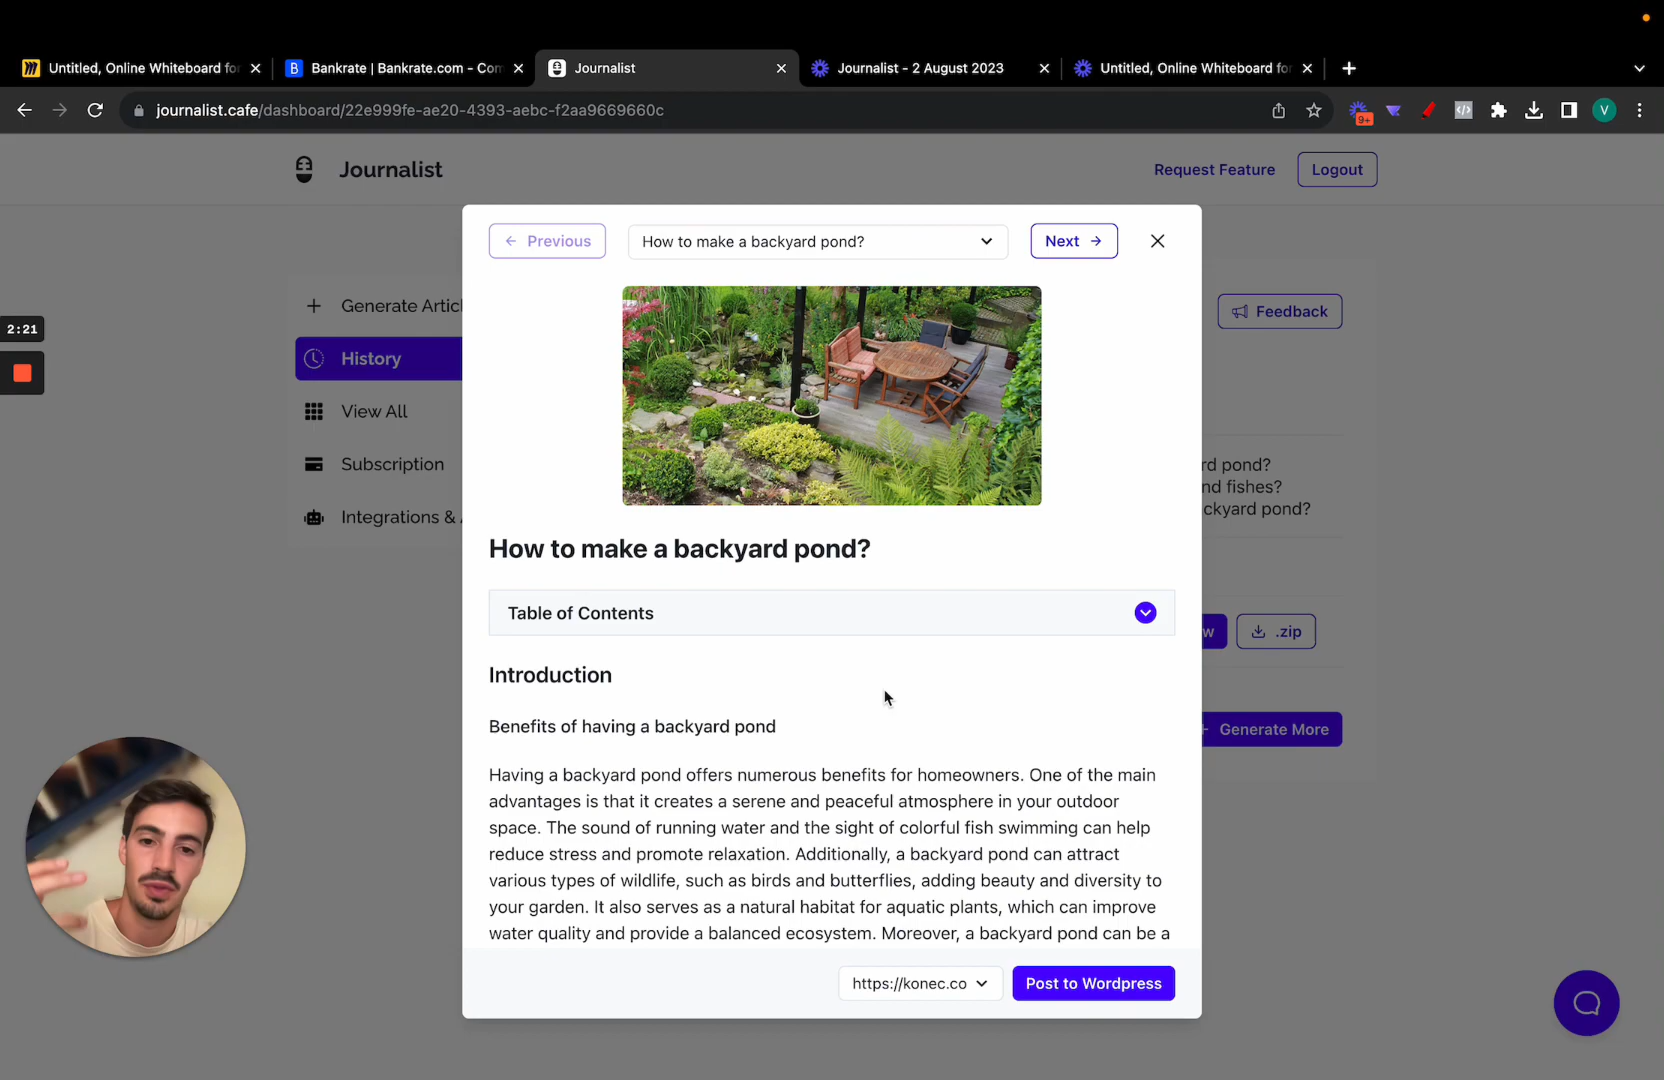 Untitled, Online Whiteboard for
Bankrate | Bankrate.com - Com
Journalist
Journalist - 2 August 2023
Untitled, Online Whiteboard for
journalist.cafe/dashboard/22e999fe-ae20-4393-aebc-f2aa9669660c
9+
V
Journalist
Request Feature
Logout
Previous
How to make a backyard pond?
Next
Generate Artic
Feedback
2:21
History
View All
Subscription
rd pond?
nd fishes?
ckyard pond?
Integrations &
How to make a backyard pond?
Table of Contents
w
.zip
Introduction
Benefits of having a backyard pond
Generate More
Having a backyard pond offers numerous benefits for homeowners. One of the main
advantages is that it creates a serene and peaceful atmosphere in your outdoor
space. The sound of running water and the sight of colorful fish swimming can help
reduce stress and promote relaxation. Additionally, a backyard pond can attract
various types of wildlife, such as birds and butterflies, adding beauty and diversity to
your garden. It also serves as a natural habitat for aquatic plants, which can improve
water quality and provide a balanced ecosystem. Moreover, a backyard pond can be a
https://konec.co
Post to Wordpress